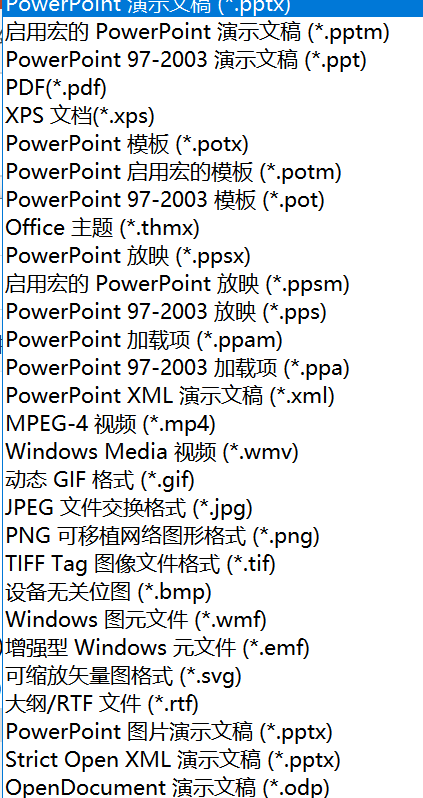 PowerPoint 演示文稿 (*.pptx)
启用宏的 PowerPoint 演示文稿 (*.pptm)
PowerPoint 97-2003 演示文稿 (*.ppt)
PDF(*.pdf)
XPS 文档(*.xps)
PowerPoint 模板 (*.potx)
PowerPoint 启用宏的模板 (*.potm)
PowerPoint 97-2003 模板 (*.pot)
Office 主题 (*.thmx)
PowerPoint 放映 (*.ppsx)
启用宏的 PowerPoint 放映 (*.ppsm)
PowerPoint 97-2003 放映 (*.pps)
PowerPoint 加载项 (*.ppam)
PowerPoint 97-2003 加载项 (*.ppa)
PowerPoint XML 演示文稿 (*.xml)
MPEG-4 视频 (*.mp4)
Windows Media 视频 (*.wmv)
动态 GIF 格式 (*.gif)
JPEG 文件交换格式 (*.jpg)
PNG 可移植网络图形格式 (*.png)
TIFF Tag 图像文件格式 (*.tif)
设备无关位图 (*.bmp)
Windows 图元文件 (*.wmf)
增强型 Windows 元文件 (*.emf)
可缩放矢量图格式 (*.svg)
大纲/RTF 文件 (*.rtf)
PowerPoint 图片演示文稿 (*.pptx)
Strict Open XML 演示文稿 (*.pptx)
OpenDocument 演示文稿 (*.odp)